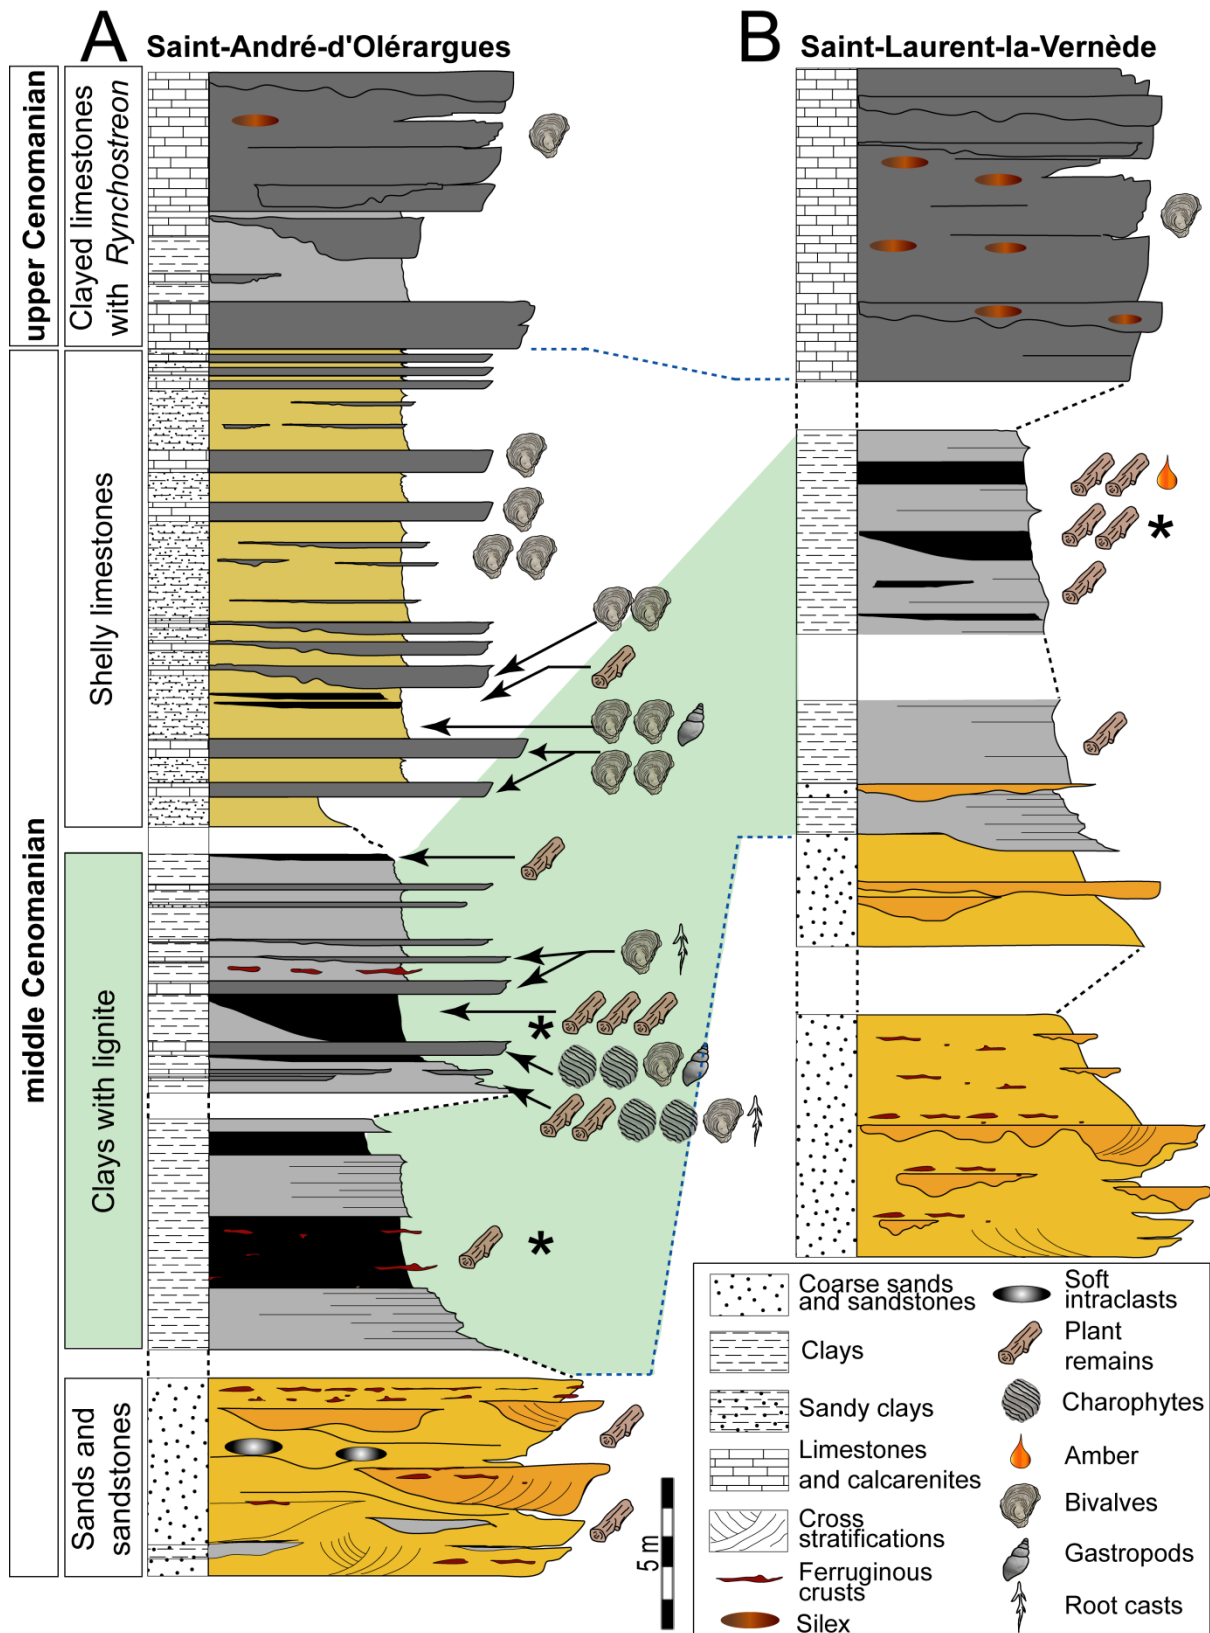 A
Saint-André-d'Olérargues
B
Saint-Laurent-la-Vernède
upper Cenomanian
Clayed limestones
with Rynchostreon
middle Cenomanian
Shelly limestones
Clays with lignite
Sands and
sandstones
*
*
*
5 m
Coarse sands
and sandstones
Clays
Sandy clays
Limestones
and calcarenites
Cross
stratifications
Ferruginous
crusts
Silex
Soft
intraclasts
Plant
remains
Charophytes
Amber
Bivalves
Gastropods
Root casts